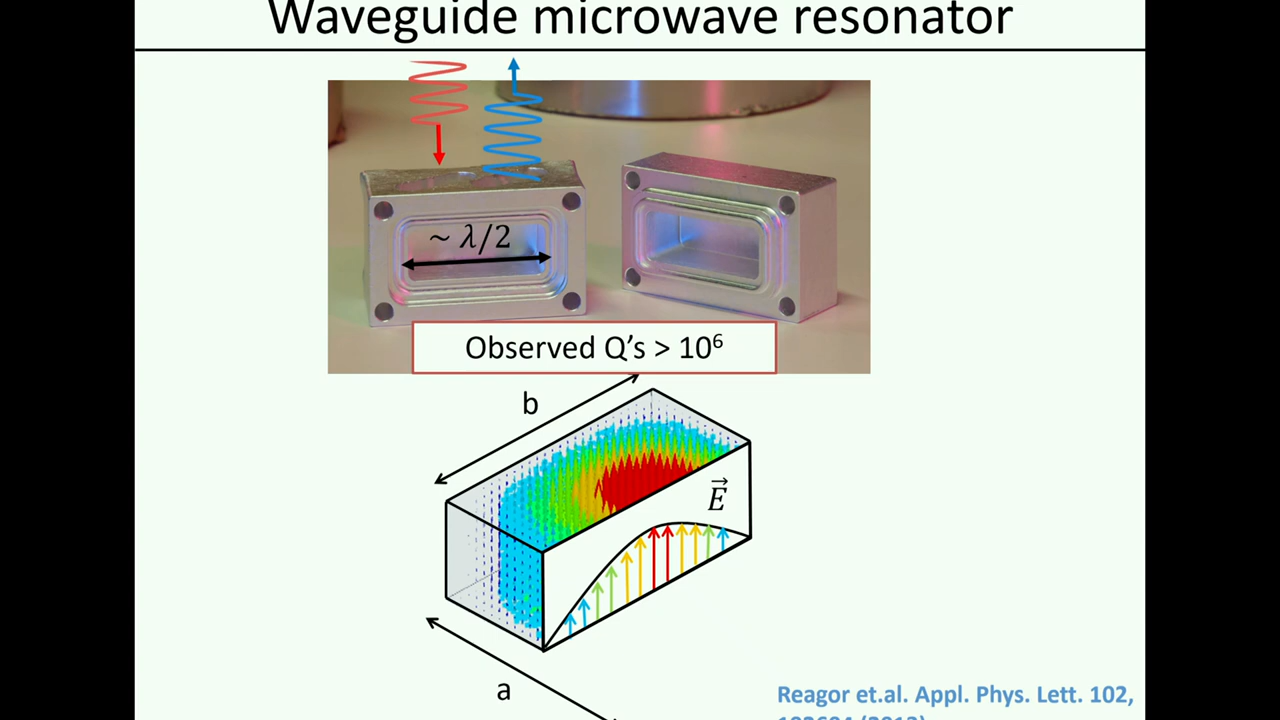 Waveguide microwave resonator
~ λ/2
Observed Q's > 10⁶
b
E⃗
a
Reagor et.al. Appl. Phys. Lett. 102,